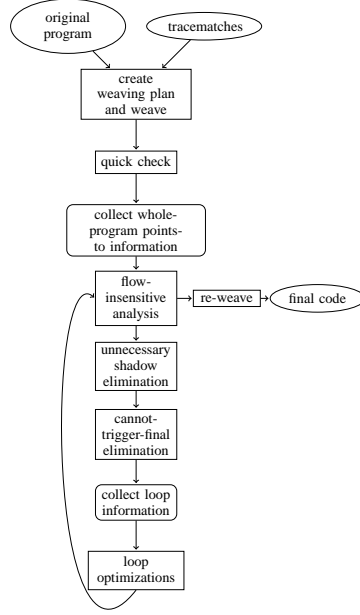 original
program
tracematches
create
weaving plan
and weave
quick check
collect whole-
program points-
to information
flow-
insensitive
analysis
re-weave
final code
unnecessary
shadow
elimination
cannot-
trigger-final
elimination
collect loop
information
loop
optimizations